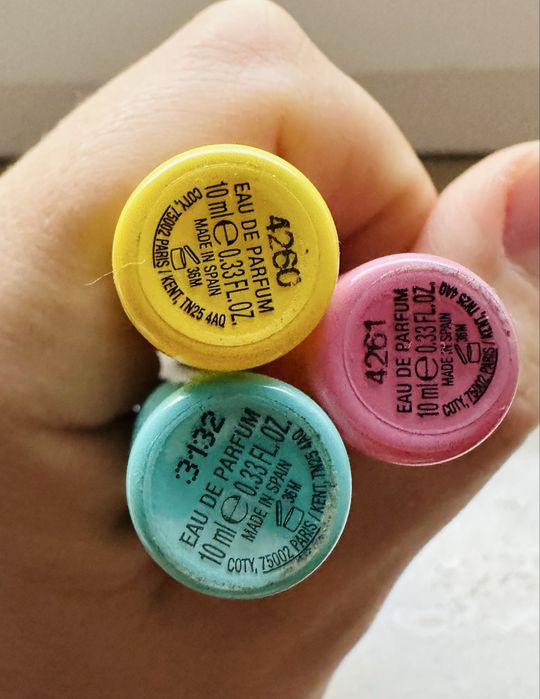 4260
EAU DE PARFUM
10 ml e 0.33 FL.OZ.
MADE IN SPAIN
36M
COTY, 75002 PARIS / KENT, TN25 4AQ
4261
EAU DE PARFUM
10 ml e 0.33 FL.OZ.
MADE IN SPAIN
36M
COTY, 75002 PARIS / KENT, TN25 4AQ
3132
EAU DE PARFUM
10 ml e 0.33 FL.OZ.
MADE IN SPAIN
36M
COTY, 75002 PARIS / KENT, TN25 4AQ